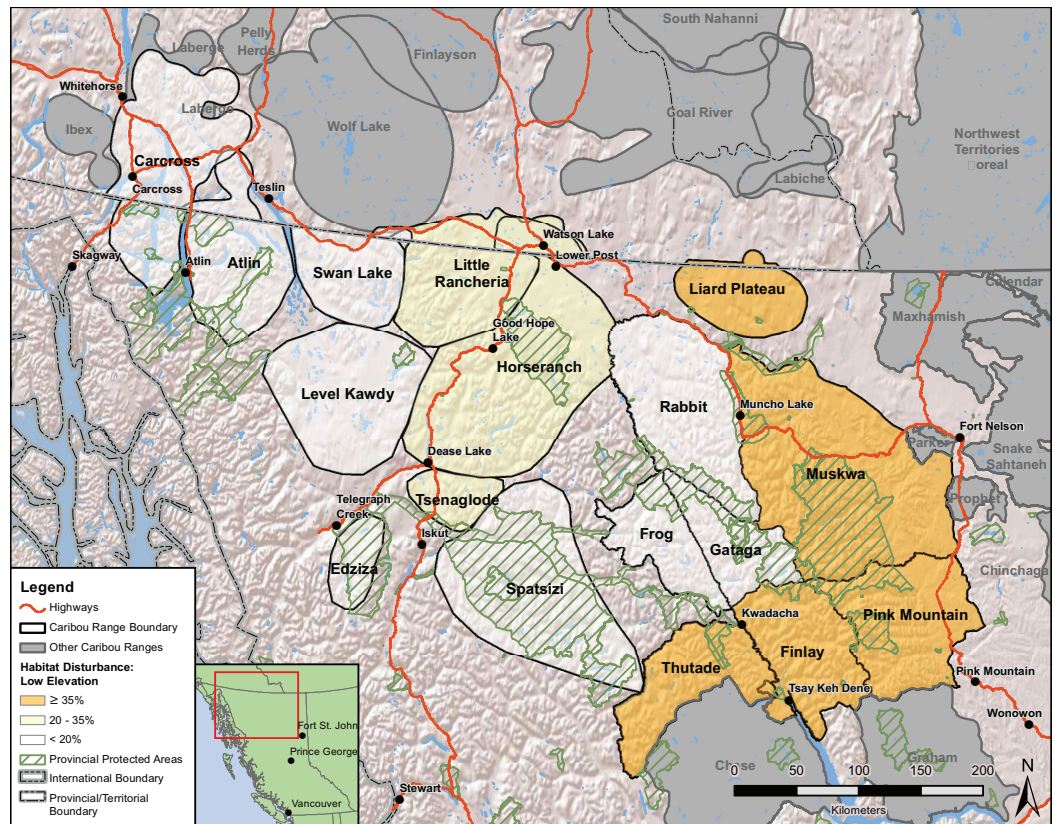 South Nahanni
Pelly
Herds
Laberge
Finlayson
Whitehorse
Laberge
Coal River
Wolf Lake
Ibex
Northwest
Territories
oreal
Carcross
Carcross
Labiche
Teslin
Watson Lake
Skagway
Atlin
Atlin
Swan Lake
Little
Rancheria
Lower Post
Liard Plateau
Calendar
Maxhamish
Good Hope
Lake
Horseranch
Level Kawdy
Rabbit
Muncho Lake
Fort Nelson
Parker
Snake
Sahtaneh
Dease Lake
Muskwa
Telegraph
Creek
Tsenaglode
Prophet
Iskut
Frog
Gataga
Edziza
Spatsizi
Chinchaga
Kwadacha
Pink Mountain
Finlay
Thutade
Pink Mountain
Tsay Keh Dene
Wonowon
Chase
Graham
Stewart
Legend
Highways
Caribou Range Boundary
Other Caribou Ranges
Habitat Disturbance:
Low Elevation
≥ 35%
20 - 35%
< 20%
Provincial Protected Areas
International Boundary
Provincial/Territorial
Boundary
Fort St. John
Prince George
Vancouver
0 50 100 150 200
Kilometers
N